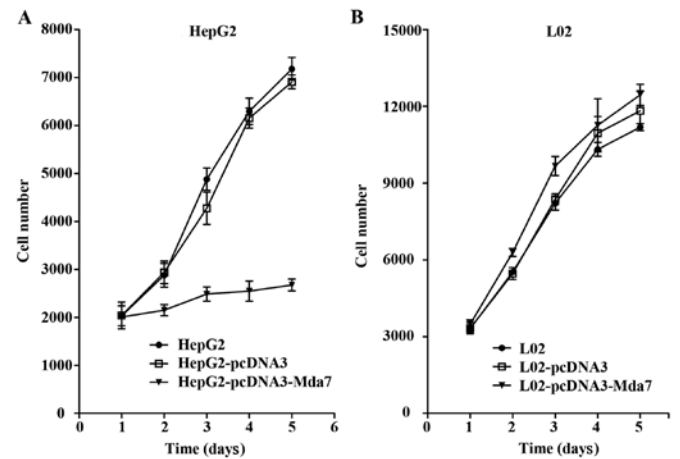 A
HepG2
8000
7000
6000
5000
4000
3000
2000
1000
0
Cell number
HepG2
HepG2-pcDNA3
HepG2-pcDNA3-Mda7
0 1 2 3 4 5 6
Time (days)
B
L02
15000
12000
9000
6000
3000
0
Cell number
L02
L02-pcDNA3
L02-pcDNA3-Mda7
0 1 2 3 4 5
Time (days)